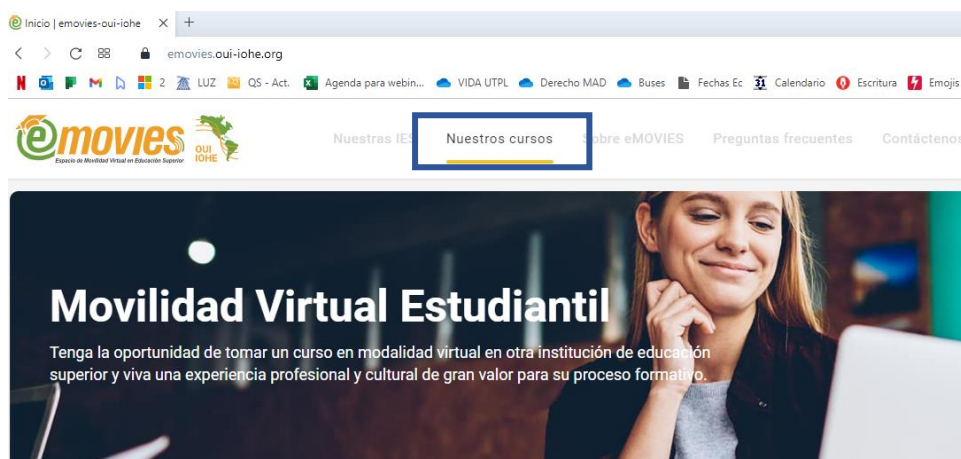 Inicio | emovies-oui-iohe
emovies.oui-iohe.org
2 LUZ QS - Act. Agenda para webin... VIDA UTPL Derecho MAD Buses Fechas Ec 31 Calendario Escritura Emojis
emovies OUI
IOHE
Espacio de Movilidad Virtual en Educación Superior
Nuestras IES Nuestros cursos Sobre eMOVIES Preguntas frecuentes Contáctenos
Movilidad Virtual Estudiantil
Tenga la oportunidad de tomar un curso en modalidad virtual en otra institución de educación
superior y viva una experiencia profesional y cultural de gran valor para su proceso formativo.